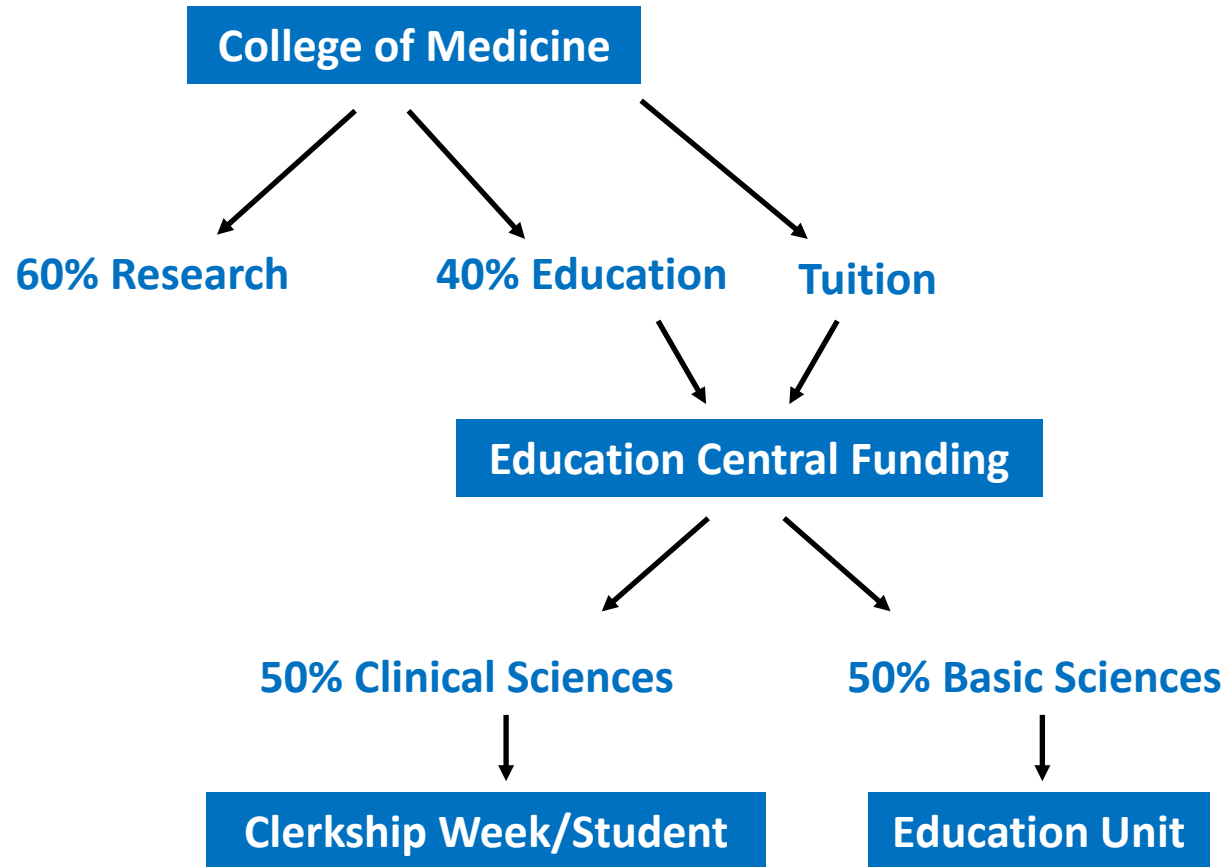 College of Medicine
60% Research
40% Education
Tuition
Education Central Funding
50% Clinical Sciences
50% Basic Sciences
Clerkship Week/Student
Education Unit